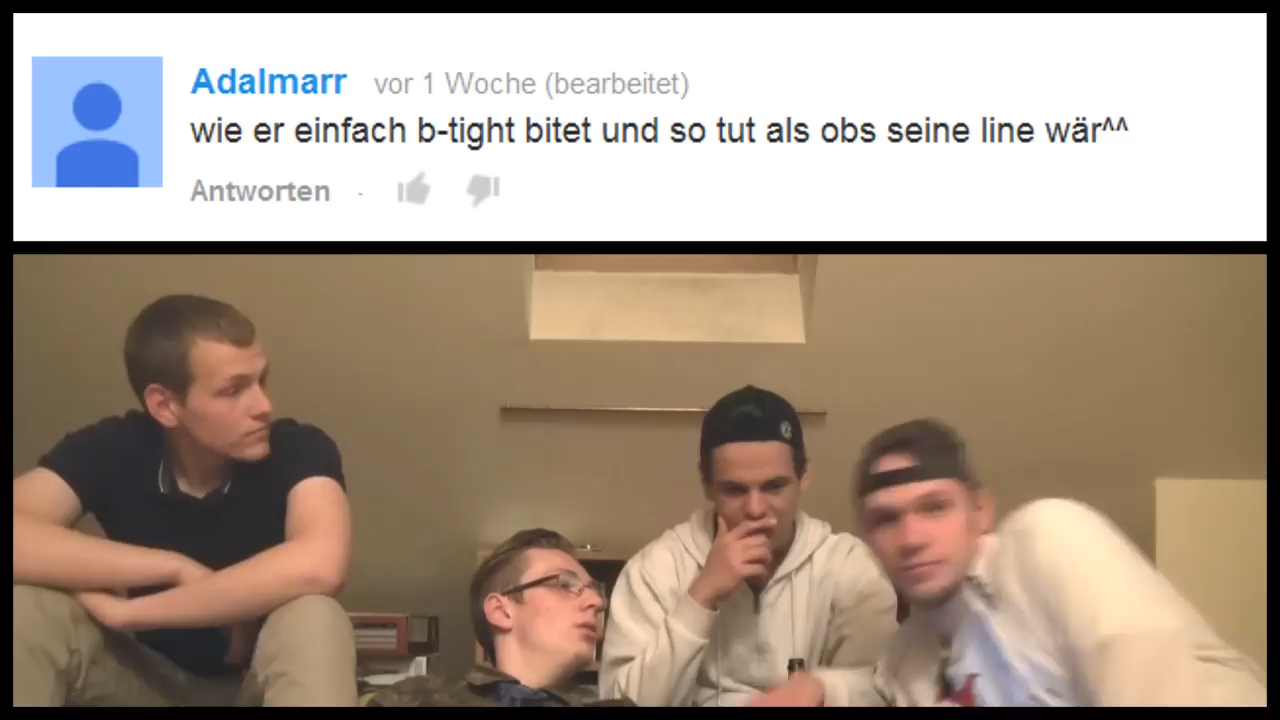 Adalmarr vor 1 Woche (bearbeitet)
wie er einfach b-tight bitet und so tut als obs seine line wär^^
Antworten ·